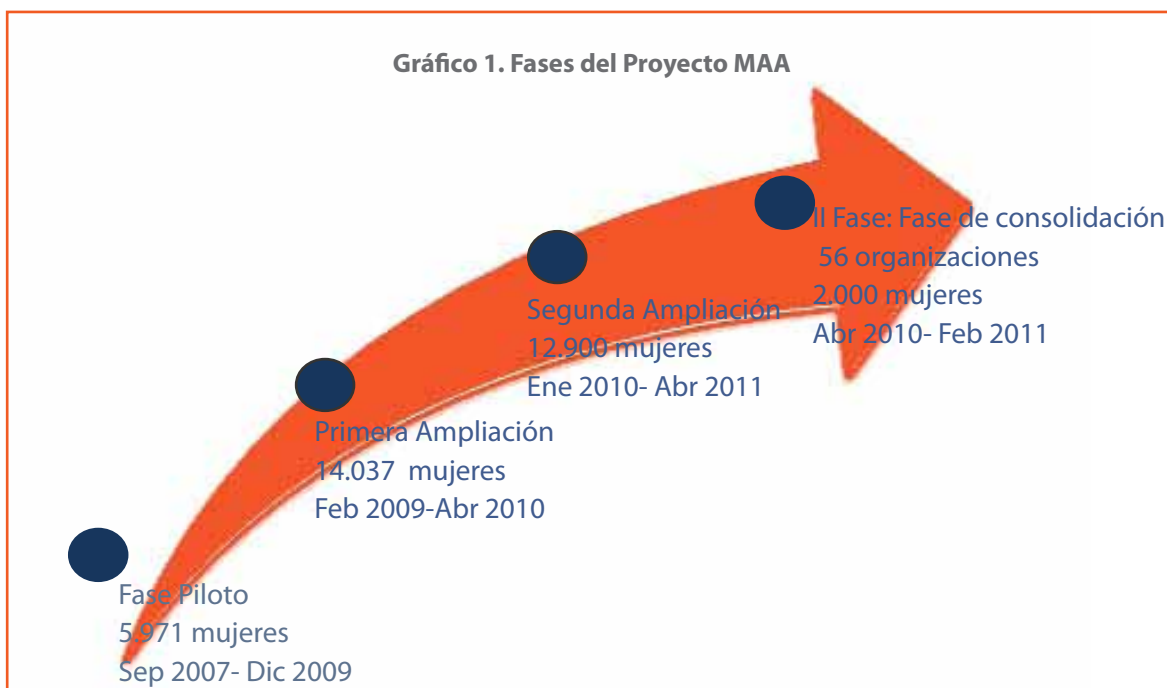 Gráfico 1. Fases del Proyecto MAA
II Fase: Fase de consolidación
56 organizaciones
2.000 mujeres
Abr 2010- Feb 2011
Segunda Ampliación
12.900 mujeres
Ene 2010- Abr 2011
Primera Ampliación
14.037 mujeres
Feb 2009-Abr 2010
Fase Piloto
5.971 mujeres
Sep 2007- Dic 2009